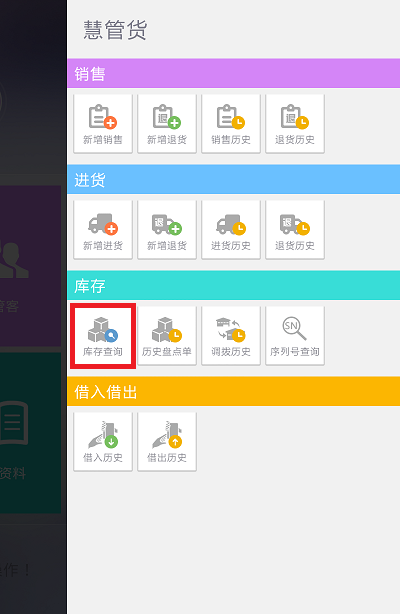 慧管货
销售
新增销售 新增退货 销售历史 退货历史
进货
新增进货 新增退货 进货历史 退货历史
库存
库存查询 历史盘点单 调拨历史 序列号查询
借入借出
借入历史 借出历史
管客
资料
操作！